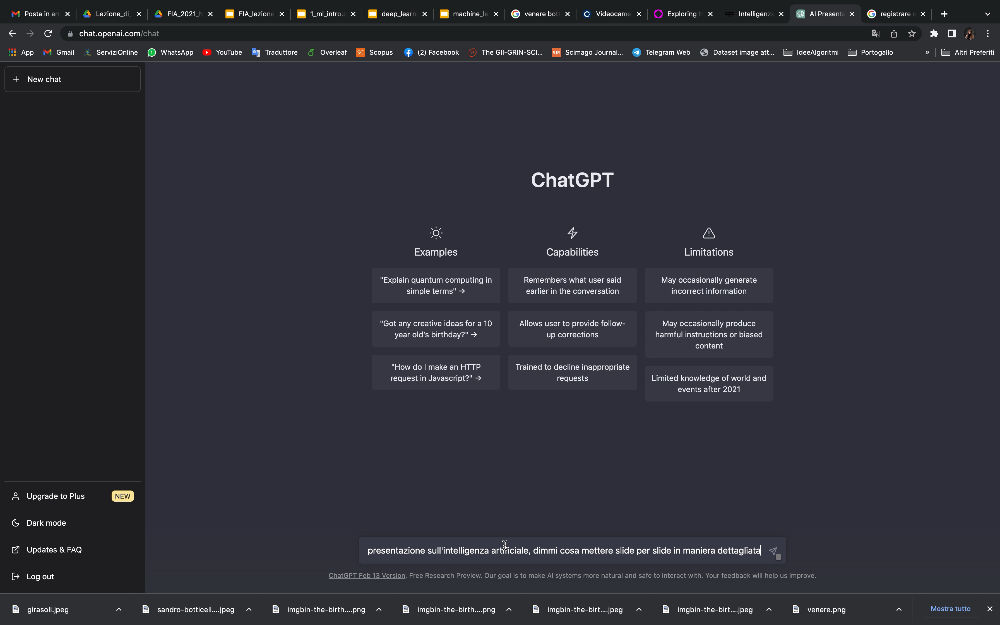 Posta in arr
Lezione_di_
FIA_2021_N
FIA_lezione
1_ml_intro.p
deep_learni
machine_le
venere bott
Videocame
Exploring th
Intelligenza
AI Presenta
registrare s
chat.openai.com/chat
App
Gmail
ServiziOnline
WhatsApp
YouTube
Traduttore
Overleaf
Scopus
(2) Facebook
The GII-GRIN-SCI...
Scimago Journal...
Telegram Web
Dataset image att...
IdeeAlgoritmi
Portogallo
»
Altri Preferiti
+ New chat
ChatGPT
Examples
"Explain quantum computing in
simple terms" →
"Got any creative ideas for a 10
year old's birthday?" →
"How do I make an HTTP
request in Javascript?" →
Capabilities
Remembers what user said
earlier in the conversation
Allows user to provide follow-
up corrections
Trained to decline inappropriate
requests
Limitations
May occasionally generate
incorrect information
May occasionally produce
harmful instructions or biased
content
Limited knowledge of world and
events after 2021
Upgrade to Plus NEW
Dark mode
Updates & FAQ
Log out
presentazione sull'intelligenza artificiale, dimmi cosa mettere slide per slide in maniera dettagliata
ChatGPT Feb 13 Version. Free Research Preview. Our goal is to make AI systems more natural and safe to interact with. Your feedback will help us improve.
girasoli.jpeg
sandro-botticell....jpeg
imgbin-the-birth....png
imgbin-the-birth....png
imgbin-the-birt....jpeg
imgbin-the-birt....jpeg
venere.png
Mostra tutto